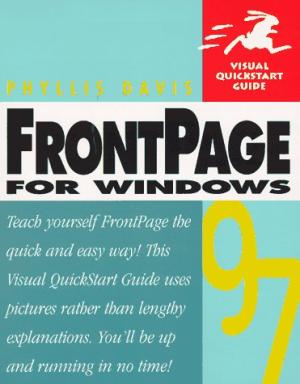 VISUAL
QUICKSTART
GUIDE
PHYLLIS DAVIS
FRONTPAGE
FOR WINDOWS
97
Teach yourself FrontPage the
quick and easy way! This
Visual QuickStart Guide uses
pictures rather than lengthy
explanations. You'll be up
and running in no time!